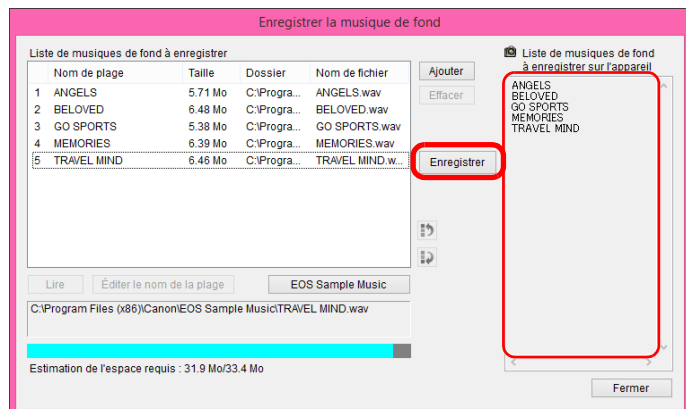 Enregistrer la musique de fond
Liste de musiques de fond à enregistrer
Nom de plage Taille Dossier Nom de fichier
1 ANGELS 5.71 Mo C:\Progra... ANGELS.wav
2 BELOVED 6.48 Mo C:\Progra... BELOVED.wav
3 GO SPORTS 5.38 Mo C:\Progra... GO SPORTS.wav
4 MEMORIES 6.39 Mo C:\Progra... MEMORIES.wav
5 TRAVEL MIND 6.46 Mo C:\Progra... TRAVEL MIND.w...
Lire Éditer le nom de la plage EOS Sample Music
C:\Program Files (x86)\Canon\EOS Sample Music\TRAVEL MIND.wav
Estimation de l'espace requis : 31.9 Mo/33.4 Mo
Ajouter
Effacer
Enregistrer
Liste de musiques de fond
à enregistrer sur l'appareil
ANGELS
BELOVED
GO SPORTS
MEMORIES
TRAVEL MIND
Fermer